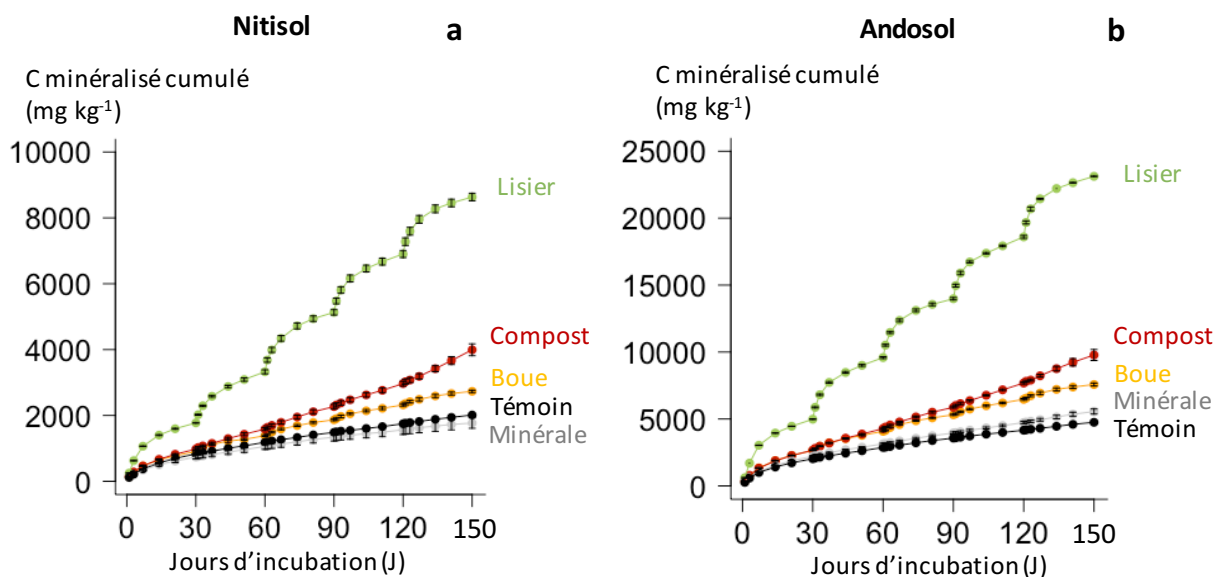 Nitisol
a
C minéralisé cumulé
(mg kg-1)
10000
8000
6000
4000
2000
0
Lisier
Compost
Boue
Témoin
Minérale
0 30 60 90 120 150
Jours d'incubation (J)
Andosol
b
C minéralisé cumulé
(mg kg-1)
25000
20000
15000
10000
5000
0
Lisier
Compost
Boue
Minérale
Témoin
0 30 60 90 120 150
Jours d'incubation (J)